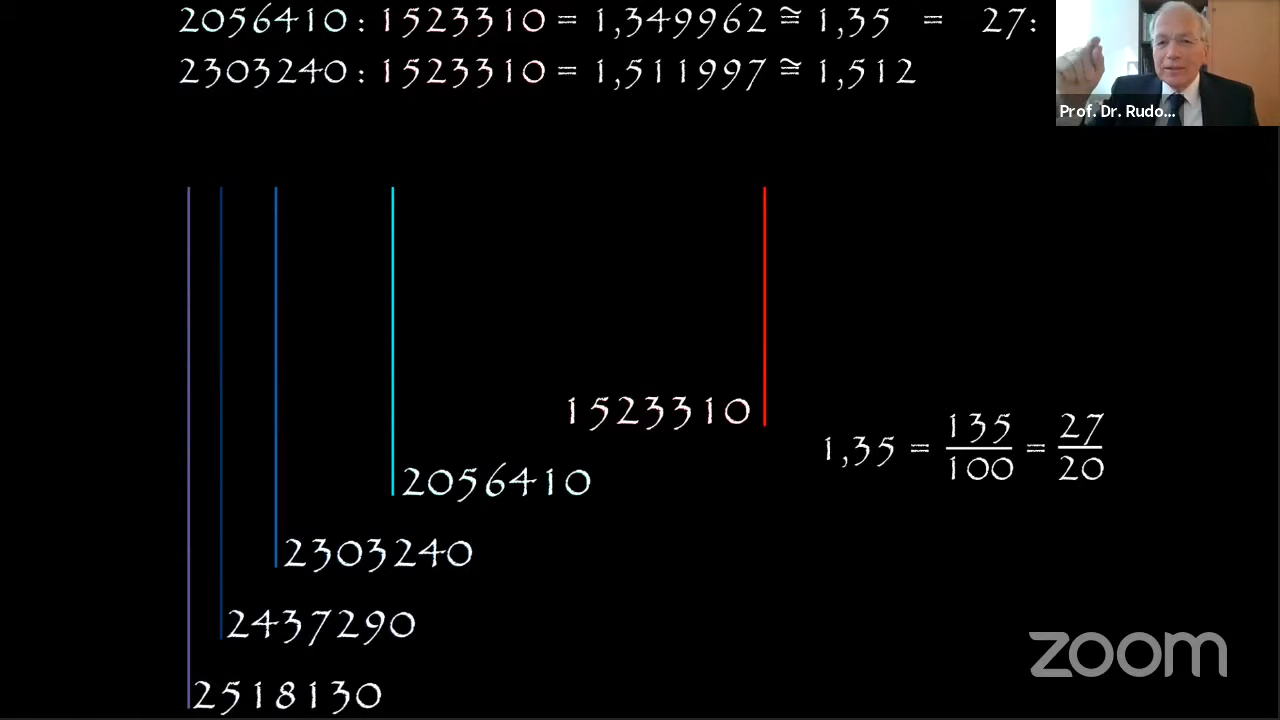 2056410 : 1523310 = 1,349962 ≅ 1,35 = 27:
2303240 : 1523310 = 1,511997 ≅ 1,512
Prof. Dr. Rudo...
1523310
1,35 = 135/100 = 27/20
2056410
2303240
2437290
2518130
zoom